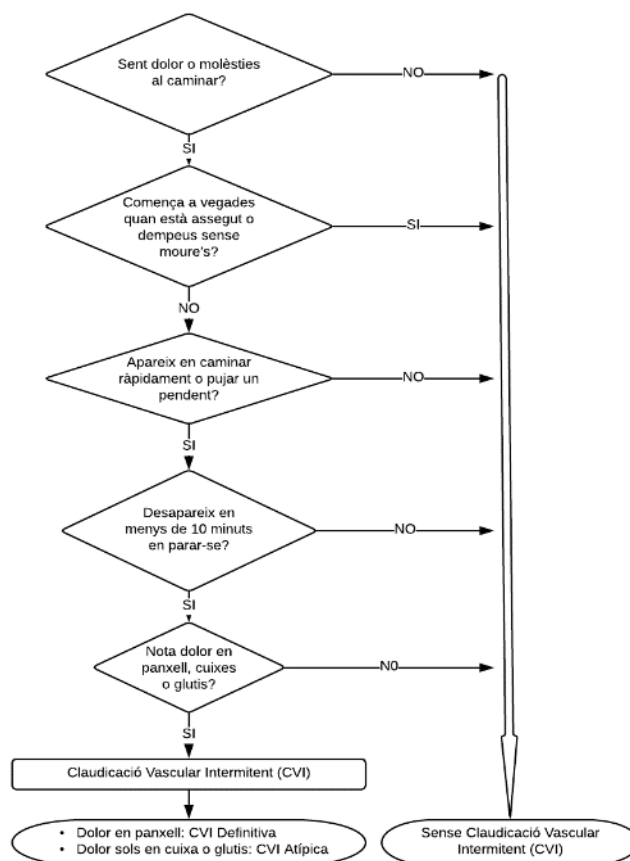 Sent dolor o molèsties
al caminar?
NO
SI
Comença a vegades
quan està assegut o
dempeus sense
moure's?
SI
NO
Apareix en caminar
ràpidament o pujar un
pendent?
NO
SI
Desapareix en
menys de 10 minuts
en parar-se?
NO
SI
Nota dolor en
panxell, cuixes
o glutis?
N0
SI
Claudicació Vascular Intermitent (CVI)
• Dolor en panxell: CVI Definitiva
• Dolor sols en cuixa o glutis: CVI Atípica
Sense Claudicació Vascular
Intermitent (CVI)